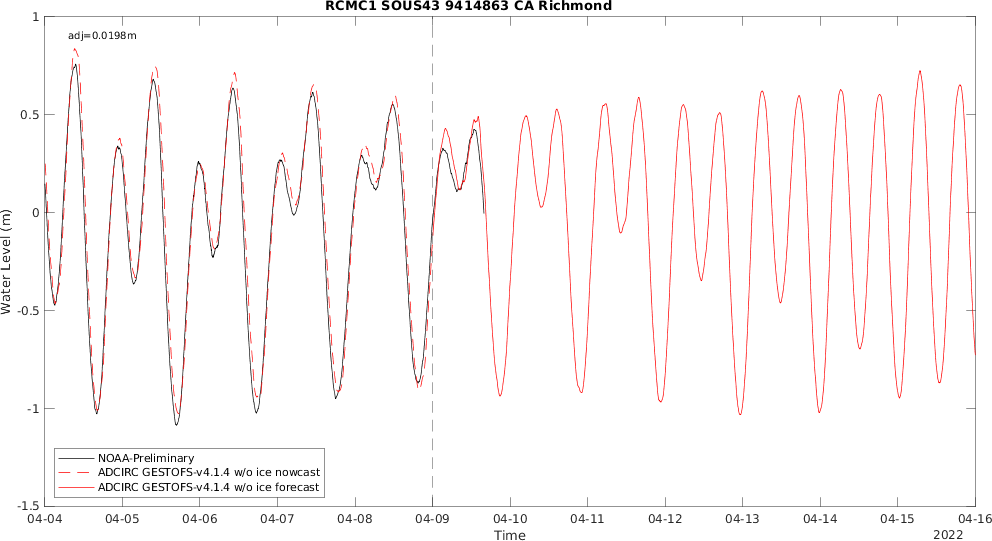 RCMC1 SOUS43 9414863 CA Richmond
adj=0.0198m
1
0.5
0
-0.5
-1
-1.5
Water Level (m)
NOAA-Preliminary
ADCIRC GESTOFS-v4.1.4 w/o ice nowcast
ADCIRC GESTOFS-v4.1.4 w/o ice forecast
04-04 04-05 04-06 04-07 04-08 04-09 04-10 04-11 04-12 04-13 04-14 04-15 04-16
Time
2022